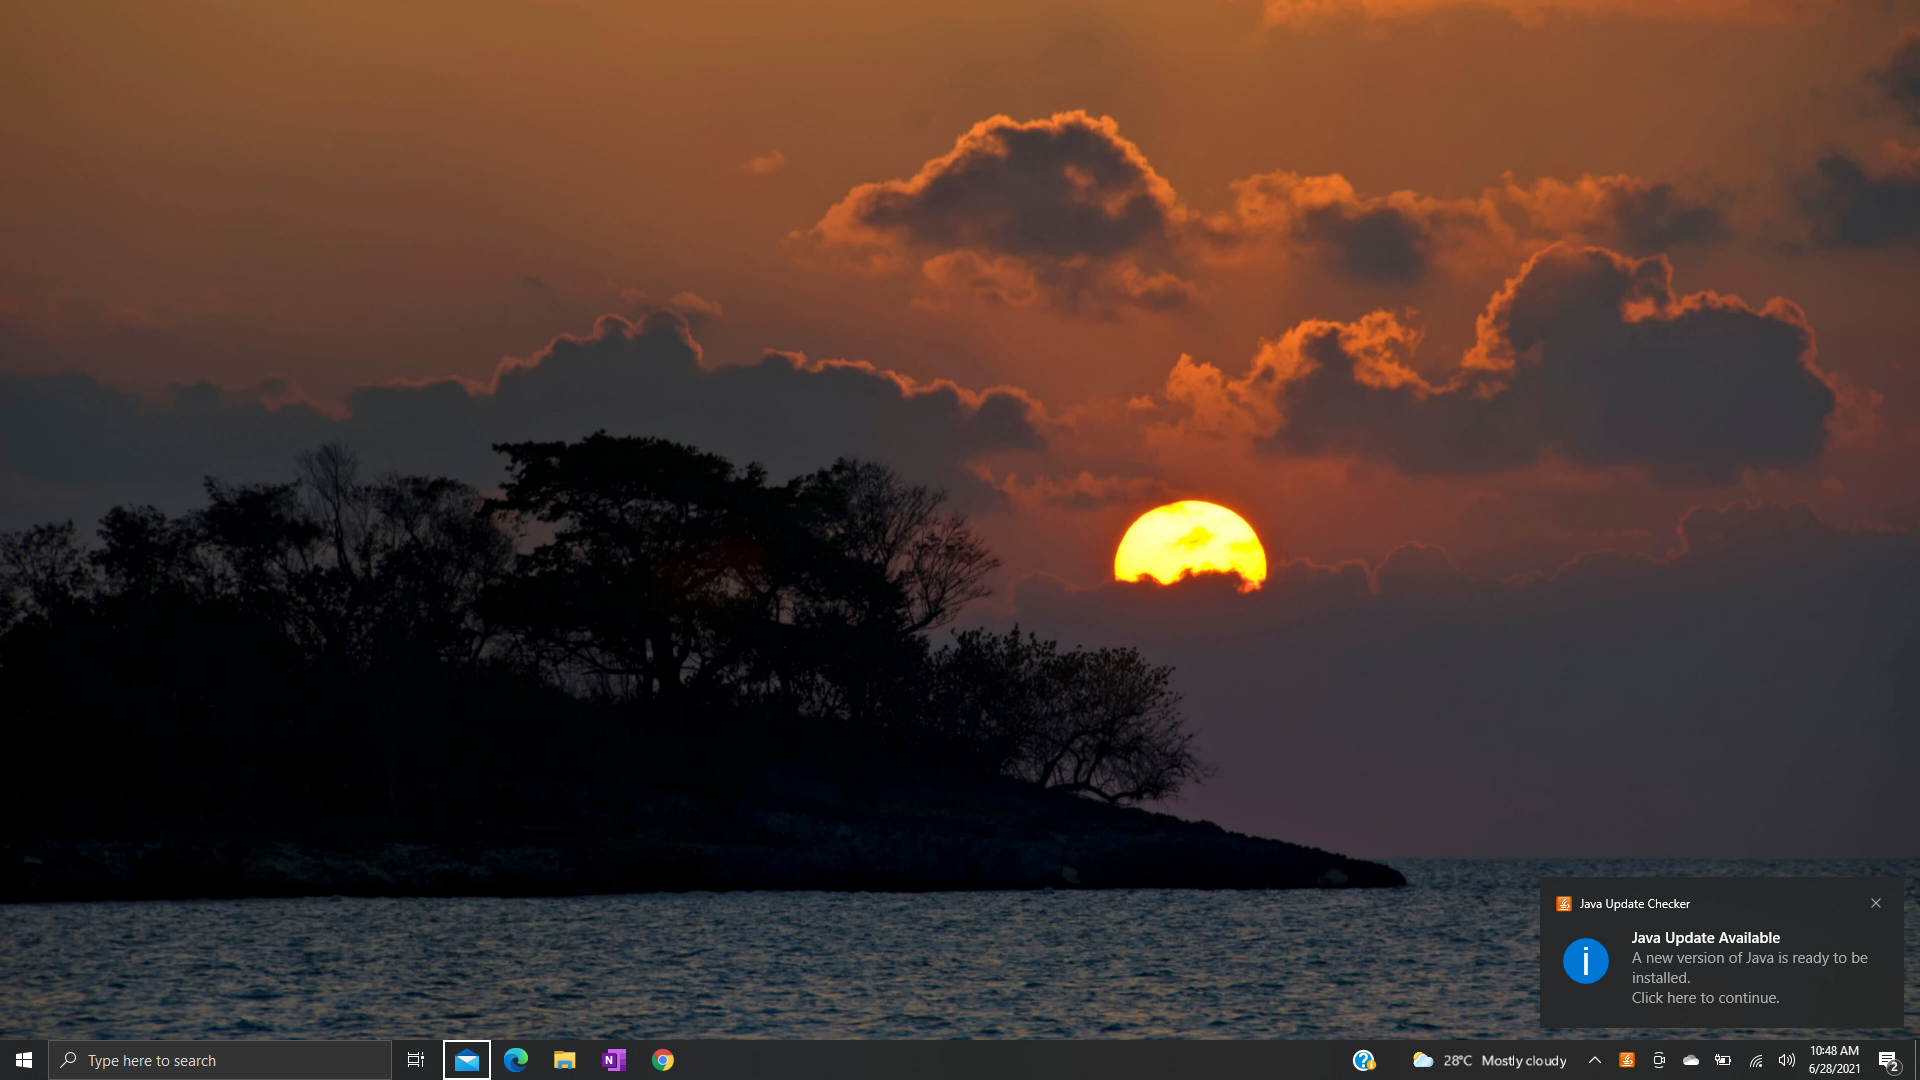 Java Update Checker
Java Update Available
A new version of Java is ready to be
installed.
Click here to continue.
Type here to search
N
28°C Mostly cloudy
10:48 AM
6/28/2021
2